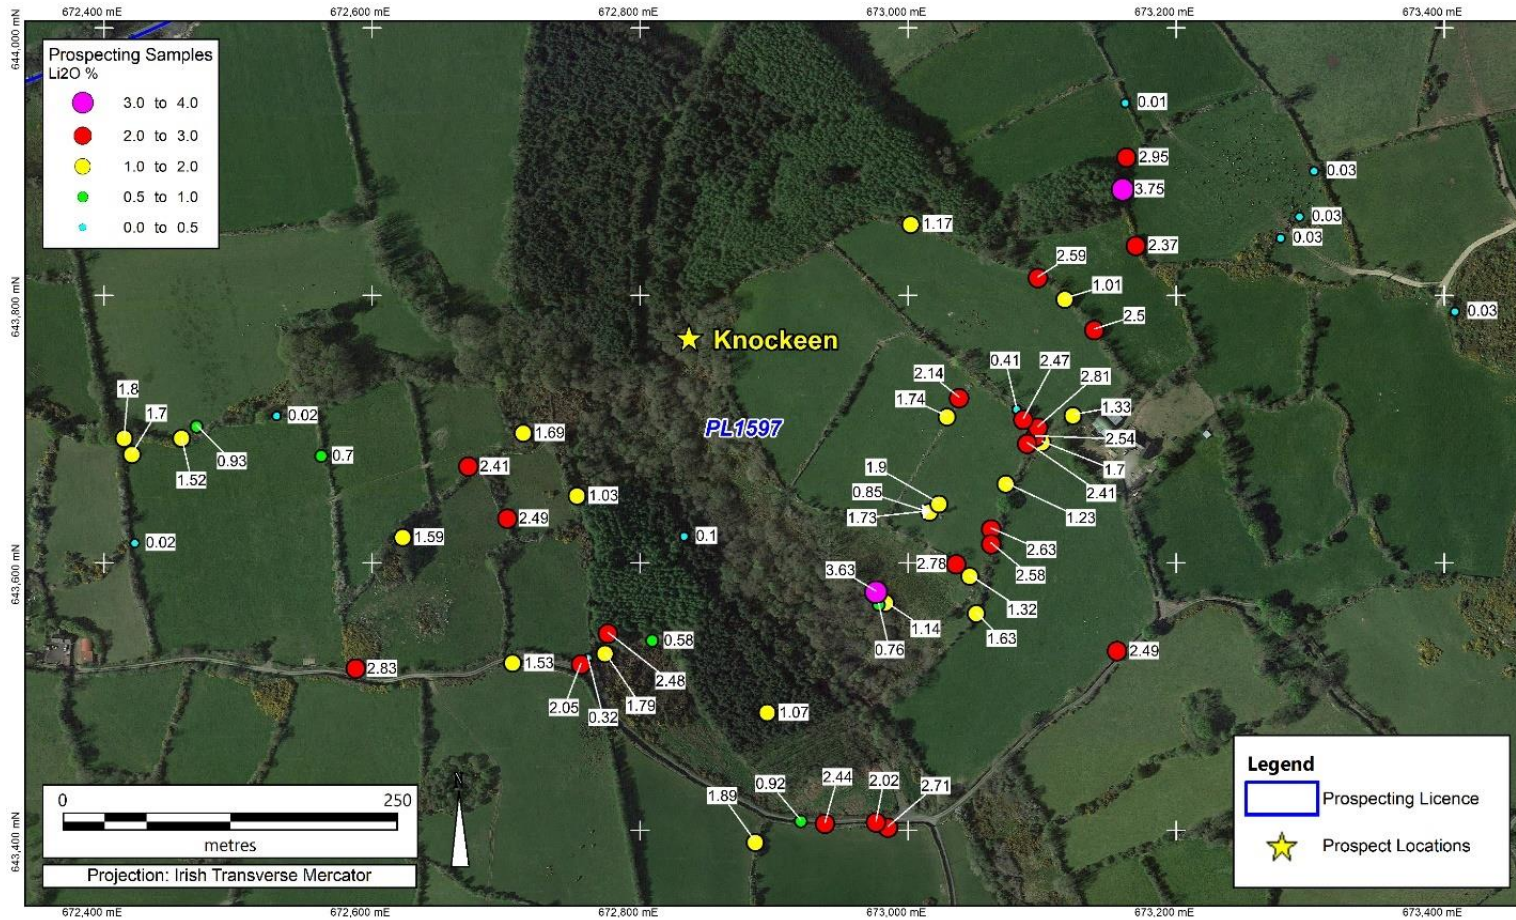 672,400 mE
672,600 mE
672,800 mE
673,000 mE
673,200 mE
673,400 mE
644,000 mN
643,800 mN
643,600 mN
643,400 mN
Prospecting Samples
Li2O %
3.0 to 4.0
2.0 to 3.0
1.0 to 2.0
0.5 to 1.0
0.0 to 0.5
0.01
2.95
3.75
0.03
0.03
0.03
2.37
1.17
2.59
1.01
2.5
0.03
Knockeen
PL1597
2.14
0.41
2.47
2.81
1.74
1.33
2.54
1.7
2.41
1.8
1.7
0.02
0.93
1.52
0.7
1.69
2.41
1.03
2.49
1.59
0.02
0.1
1.9
0.85
1.73
1.23
2.63
2.58
2.78
3.63
1.32
1.14
1.63
0.76
2.49
0.58
2.83
1.53
2.48
2.05
0.32
1.79
1.07
1.89
0.92
2.44
2.02
2.71
0
250
metres
N
Projection: Irish Transverse Mercator
Legend
Prospecting Licence
Prospect Locations
672,400 mE
672,600 mE
672,800 mE
673,000 mE
673,200 mE
673,400 mE